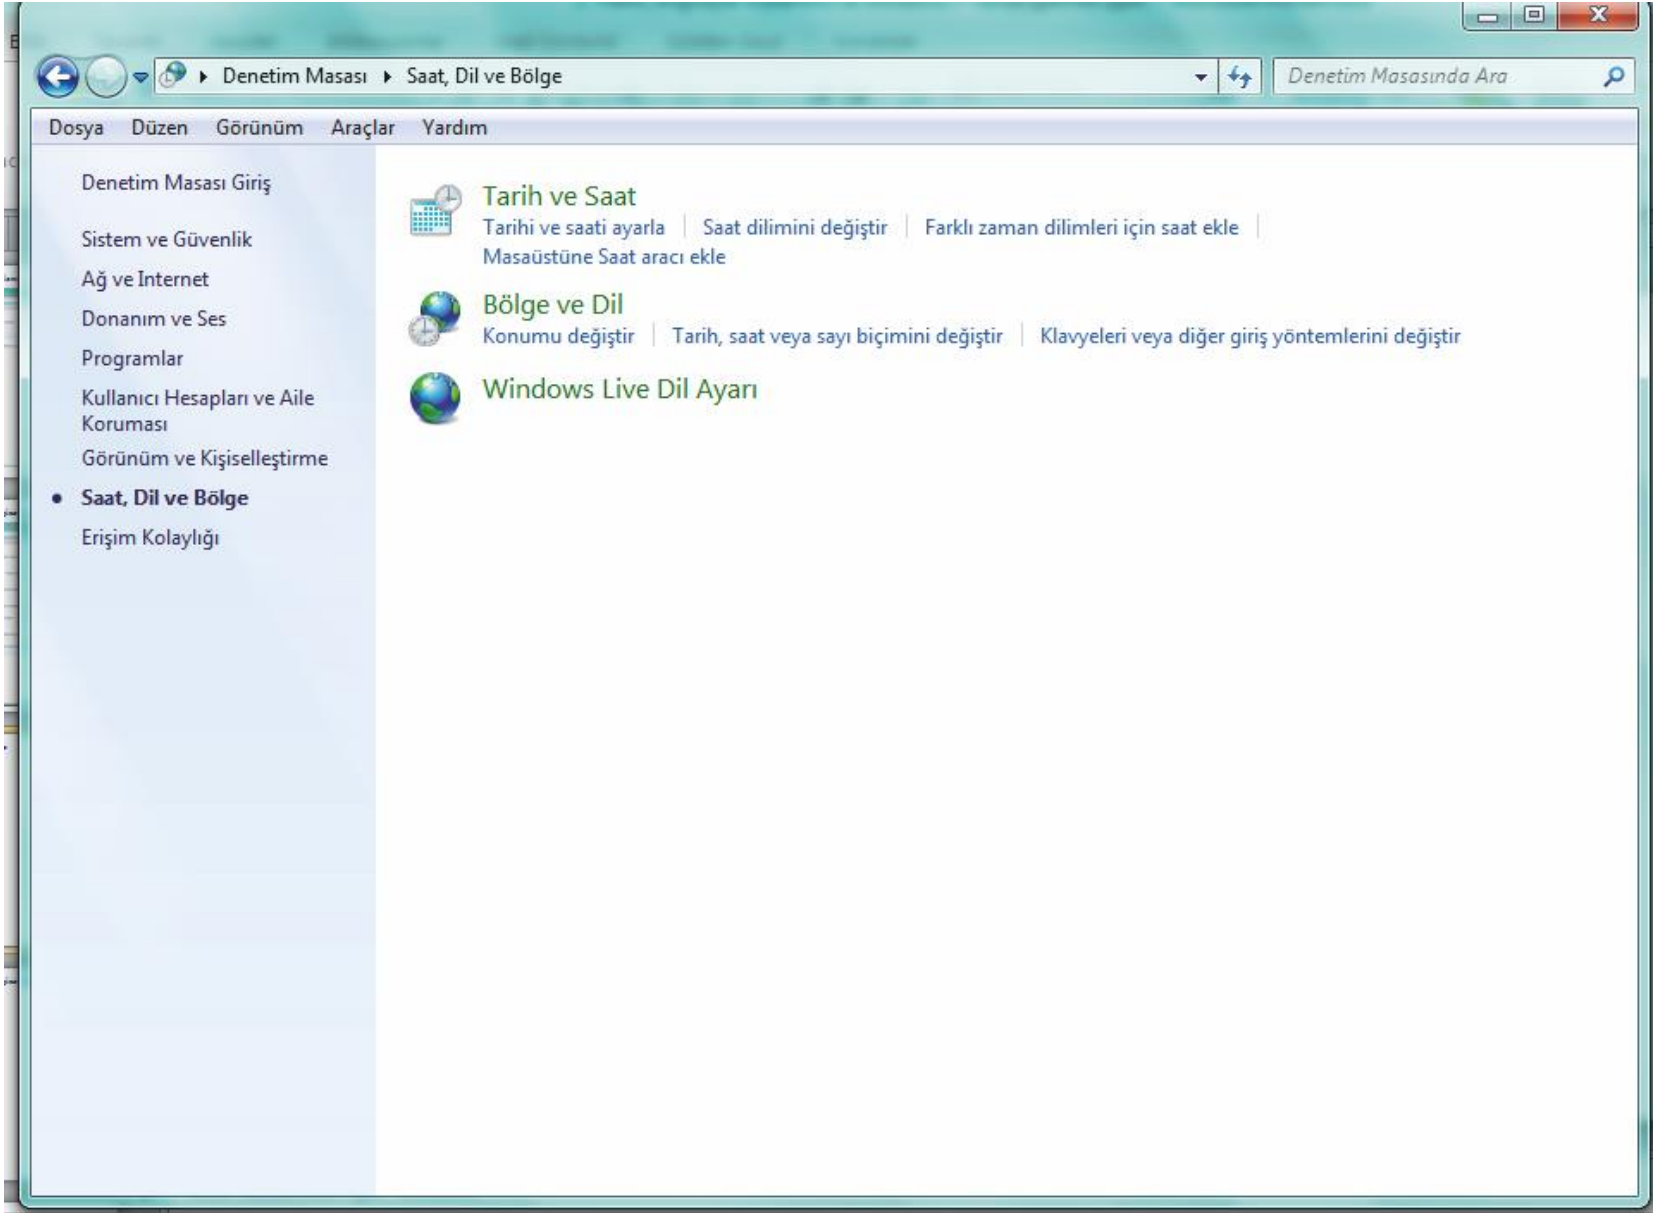 Denetim Masası Saat, Dil ve Bölge
Denetim Masasında Ara
Dosya Düzen Görünüm Araçlar Yardım
Denetim Masası Giriş
Sistem ve Güvenlik
Ağ ve Internet
Donanım ve Ses
Programlar
Kullanıcı Hesapları ve Aile
Koruması
Görünüm ve Kişiselleştirme
Saat, Dil ve Bölge
Erişim Kolaylığı
Tarih ve Saat
Tarihi ve saati ayarla Saat dilimini değiştir Farklı zaman dilimleri için saat ekle
Masaüstüne Saat aracı ekle
Bölge ve Dil
Konumu değiştir Tarih, saat veya sayı biçimini değiştir Klavyeleri veya diğer giriş yöntemlerini değiştir
Windows Live Dil Ayarı